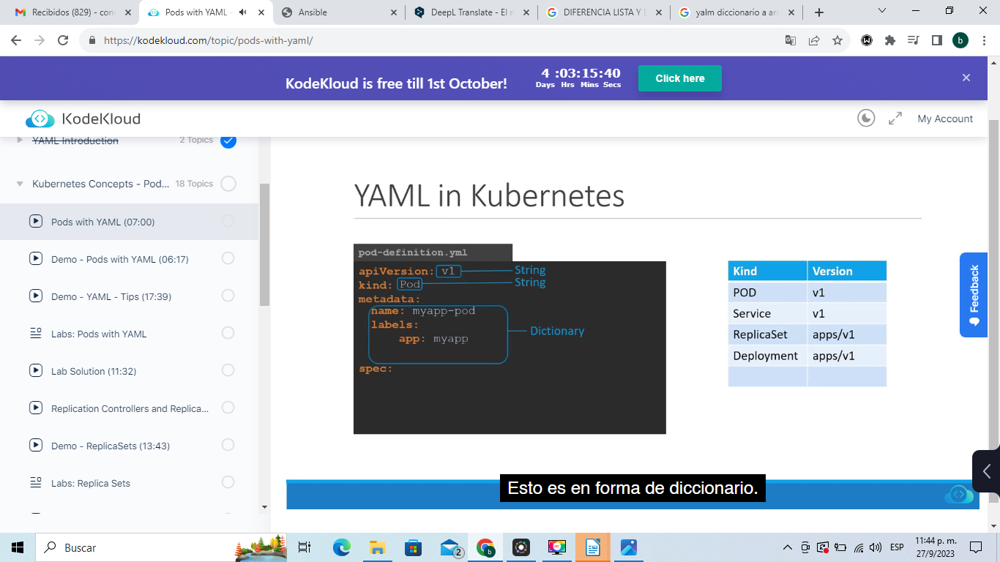 Recibidos (829) - con
Pods with YAML -
Ansible
DeepL Translate - El m
DIFERENCIA LISTA Y D
yalm diccionario a arr
https://kodekloud.com/topic/pods-with-yaml/
b
KodeKloud is free till 1st October!
4 :03:15:40
Days Hrs Mins Secs
Click here
KodeKloud
My Account
YAML Introduction
2 Topics
Kubernetes Concepts - Pod...
18 Topics
Pods with YAML (07:00)
Demo - Pods with YAML (06:17)
Demo - YAML - Tips (17:39)
Labs: Pods with YAML
Lab Solution (11:32)
Replication Controllers and Replica...
Demo - ReplicaSets (13:43)
Labs: Replica Sets
YAML in Kubernetes
pod-definition.yml
apiVersion: v1
String
kind: Pod
String
metadata:
name: myapp-pod
labels:
app: myapp
Dictionary
spec:
Kind Version
POD v1
Service v1
ReplicaSet apps/v1
Deployment apps/v1
Feedback
Esto es en forma de diccionario.
Buscar
2
b
ESP
11:44 p. m.
27/9/2023